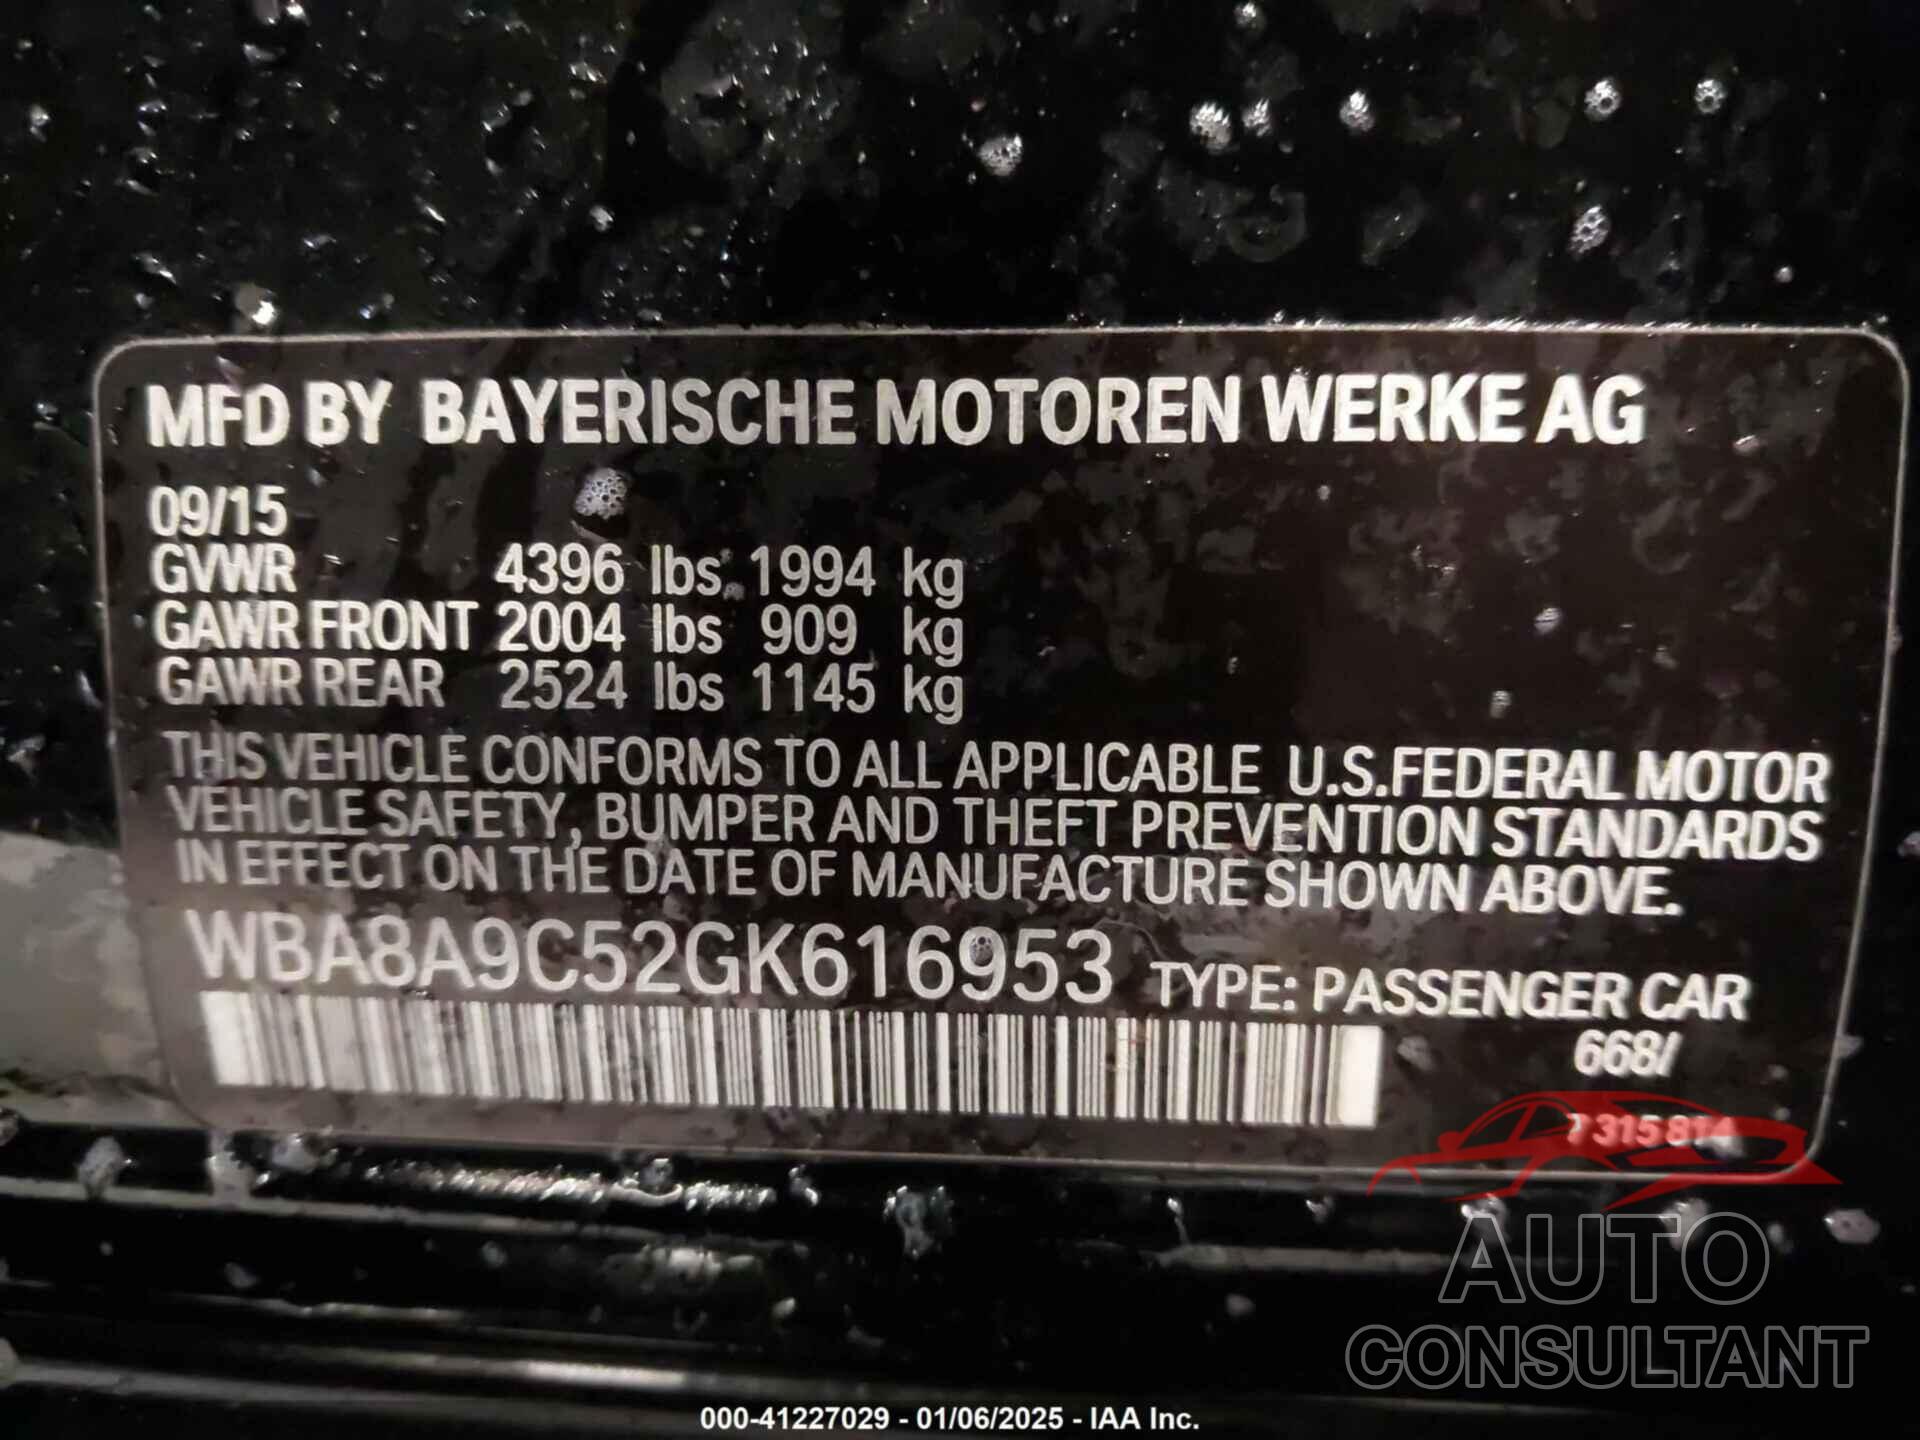 MFD BY BAYERISCHE MOTOREN WERKE AG
09/15
GVWR 4396 lbs 1994 kg
GAWR FRONT 2004 lbs 909 kg
GAWR REAR 2524 lbs 1145 kg
THIS VEHICLE CONFORMS TO ALL APPLICABLE U.S.FEDERAL MOTOR
VEHICLE SAFETY, BUMPER AND THEFT PREVENTION STANDARDS
IN EFFECT ON THE DATE OF MANUFACTURE SHOWN ABOVE.
WBA8A9C52GK616953 TYPE: PASSENGER CAR
668/
7 315 814
AUTO
CONSULTANT
000-41227029 - 01/06/2025 - IAA Inc.